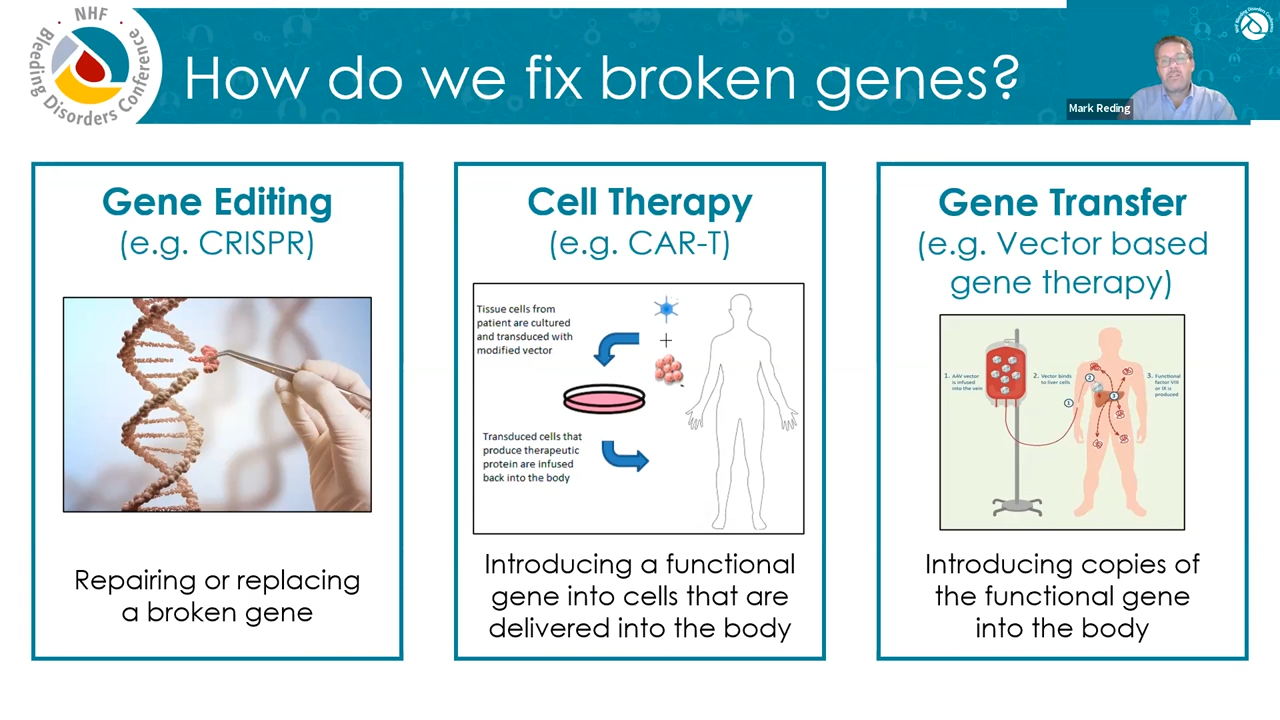 NHF
Bleeding Disorders Conference
How do we fix broken genes?
Mark Reding
Gene Editing
(e.g. CRISPR)
Repairing or replacing
a broken gene
Cell Therapy
(e.g. CAR-T)
Tissue cells from
patient are cultured
and transduced with
modified vector
+
Transduced cells that
produce therapeutic
protein are infused
back into the body
Introducing a functional
gene into cells that are
delivered into the body
Gene Transfer
(e.g. Vector based
gene therapy)
1. AAV vector
is infused
into the vein
2. Vector binds
to liver cells
3. Functional
factor VIII
or IX is
produced
1
2
3
Introducing copies of
the functional gene
into the body